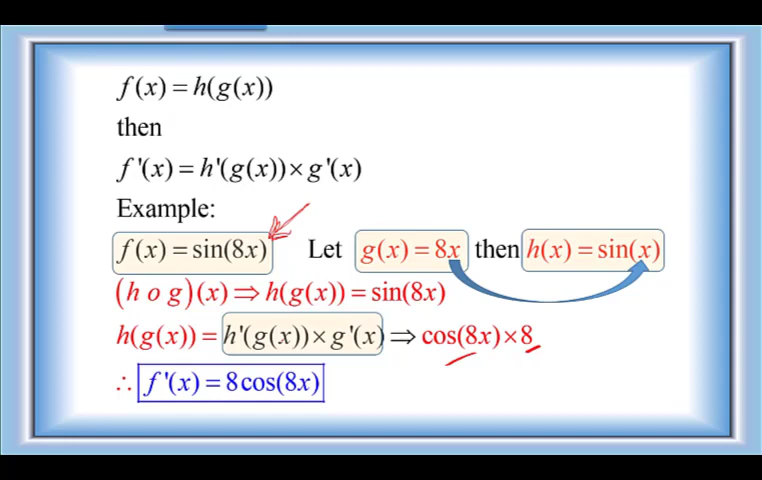 f(x) = h(g(x))
then
f'(x) = h'(g(x)) × g'(x)
Example:
f(x) = sin(8x) Let g(x) = 8x then h(x) = sin(x)
(h o g)(x) ⇒ h(g(x)) = sin(8x)
h(g(x)) = h'(g(x)) × g'(x) ⇒ cos(8x) × 8
∴ f'(x) = 8cos(8x)